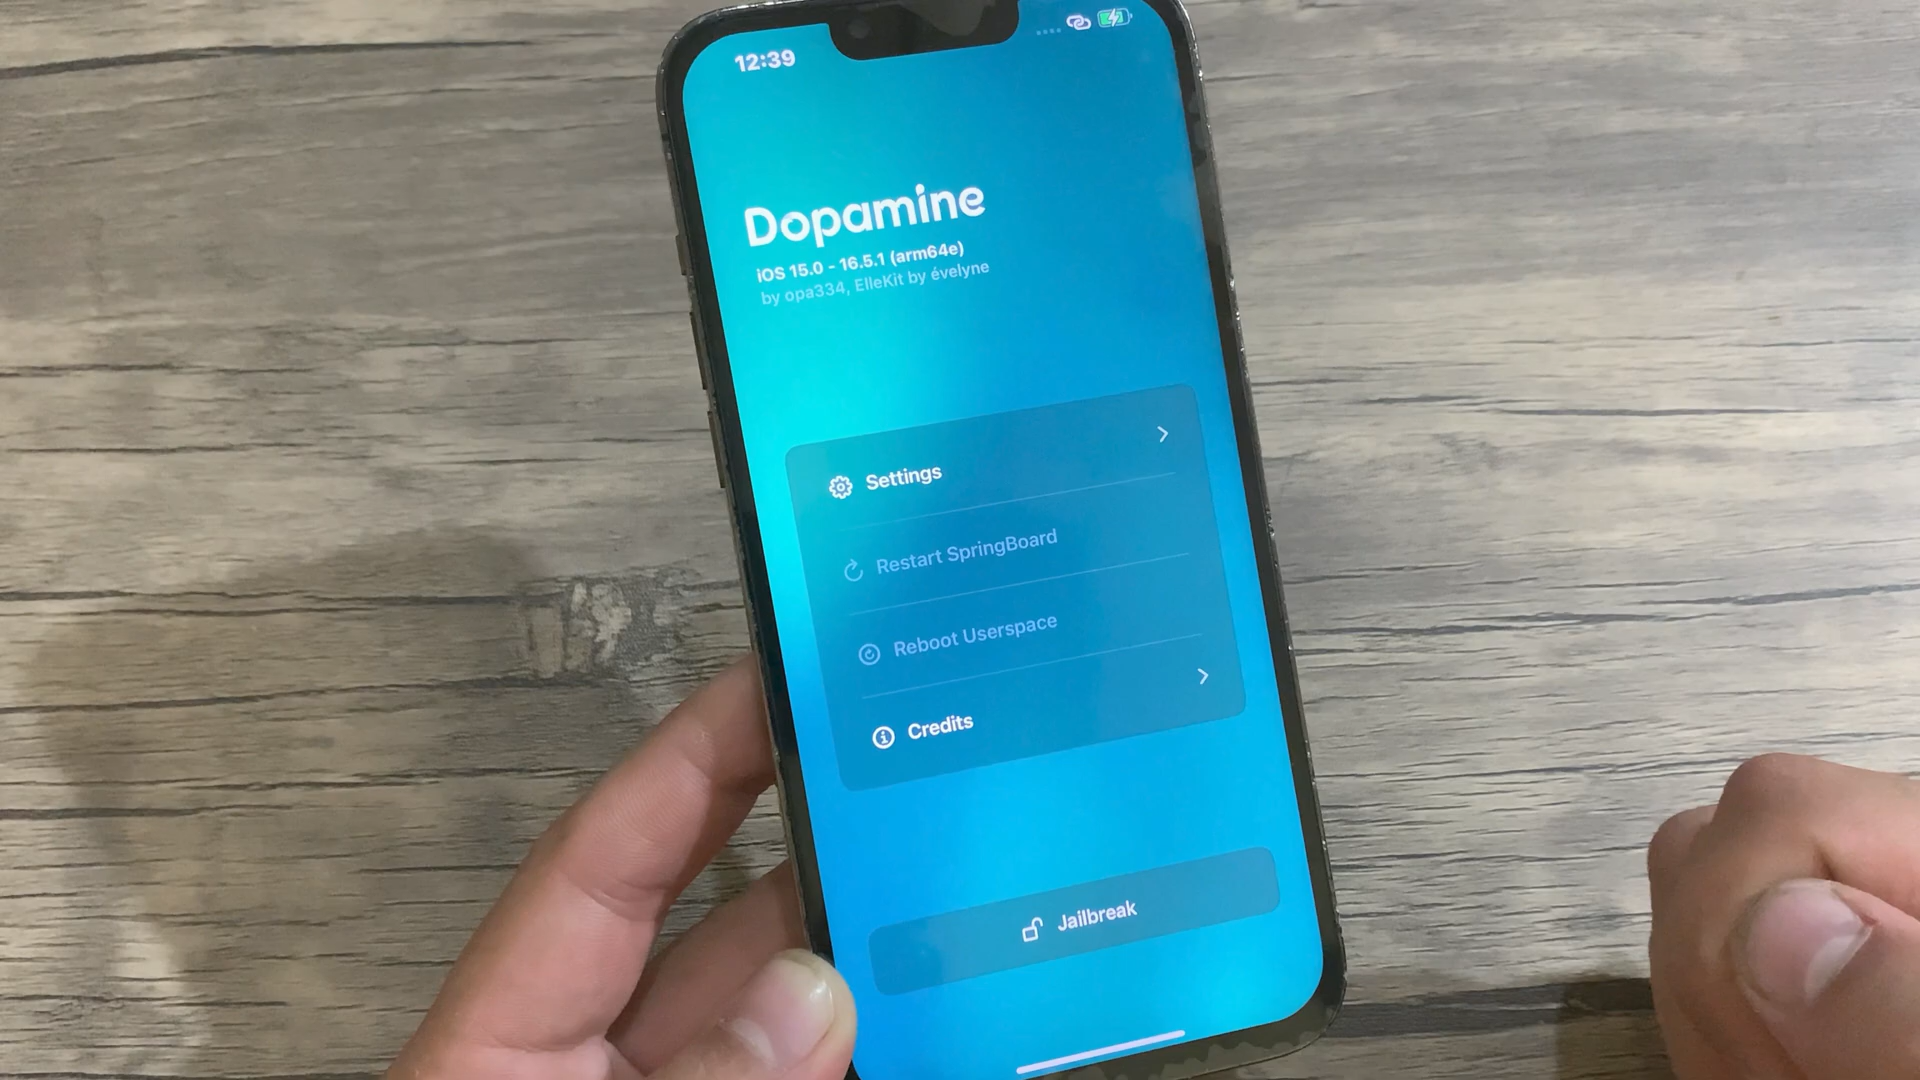 12:39
Dopamine
iOS 15.0 - 16.5.1 (arm64e)
by opa334, ElleKit by évelyne
Settings
Restart SpringBoard
Reboot Userspace
Credits
Jailbreak